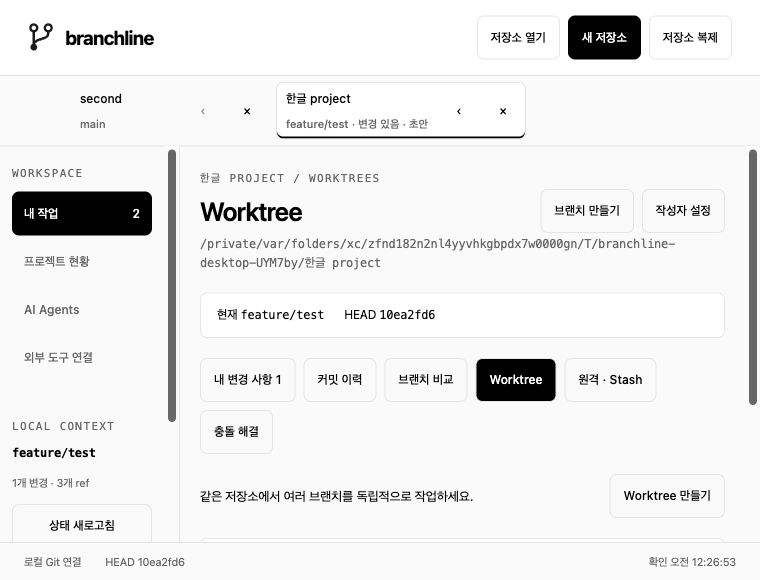 branchline
저장소 열기
새 저장소
저장소 복제
second
main
‹ ×
한글 project
feature/test · 변경 있음 · 초안
‹ ×
WORKSPACE
내 작업 2
프로젝트 현황
AI Agents
외부 도구 연결
LOCAL CONTEXT
feature/test
1개 변경 · 3개 ref
상태 새로고침
한글 PROJECT / WORKTREES
Worktree
브랜치 만들기
작성자 설정
/private/var/folders/xc/zfnd182n2nl4yyvhkgbpdx7w0000gn/T/branchline-
desktop-UYM7by/한글 project
현재 feature/test HEAD 10ea2fd6
내 변경 사항 1
커밋 이력
브랜치 비교
Worktree
원격 · Stash
충돌 해결
같은 저장소에서 여러 브랜치를 독립적으로 작업하세요.
Worktree 만들기
로컬 Git 연결 HEAD 10ea2fd6 확인 오전 12:26:53